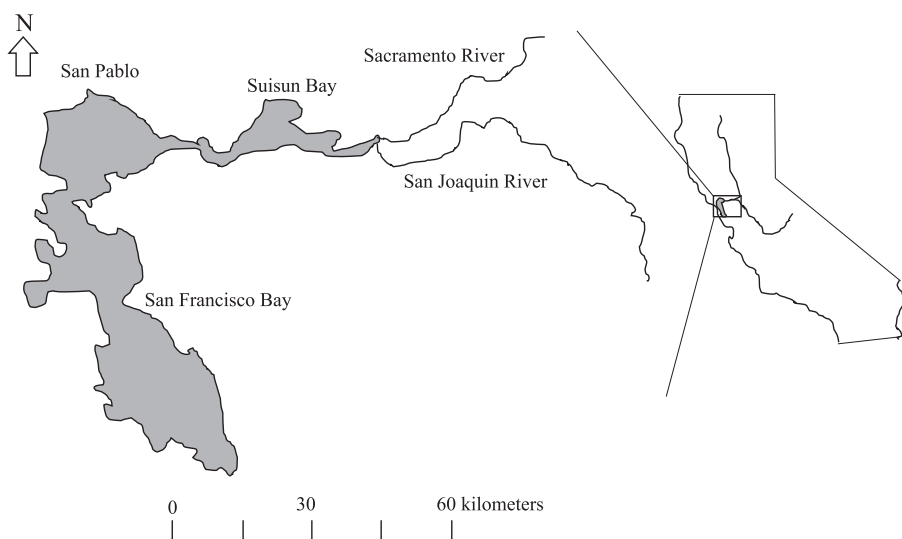 N
San Pablo
Suisun Bay
Sacramento River
San Joaquin River
San Francisco Bay
0 30 60 kilometers